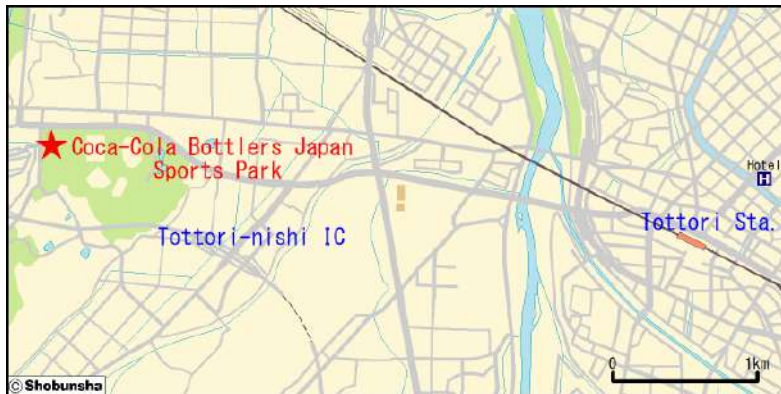 Coca-Cola Bottlers Japan
Sports Park
Hotel
H
Tottori Sta.
Tottori-nishi IC
0 1km
© Shobunsha